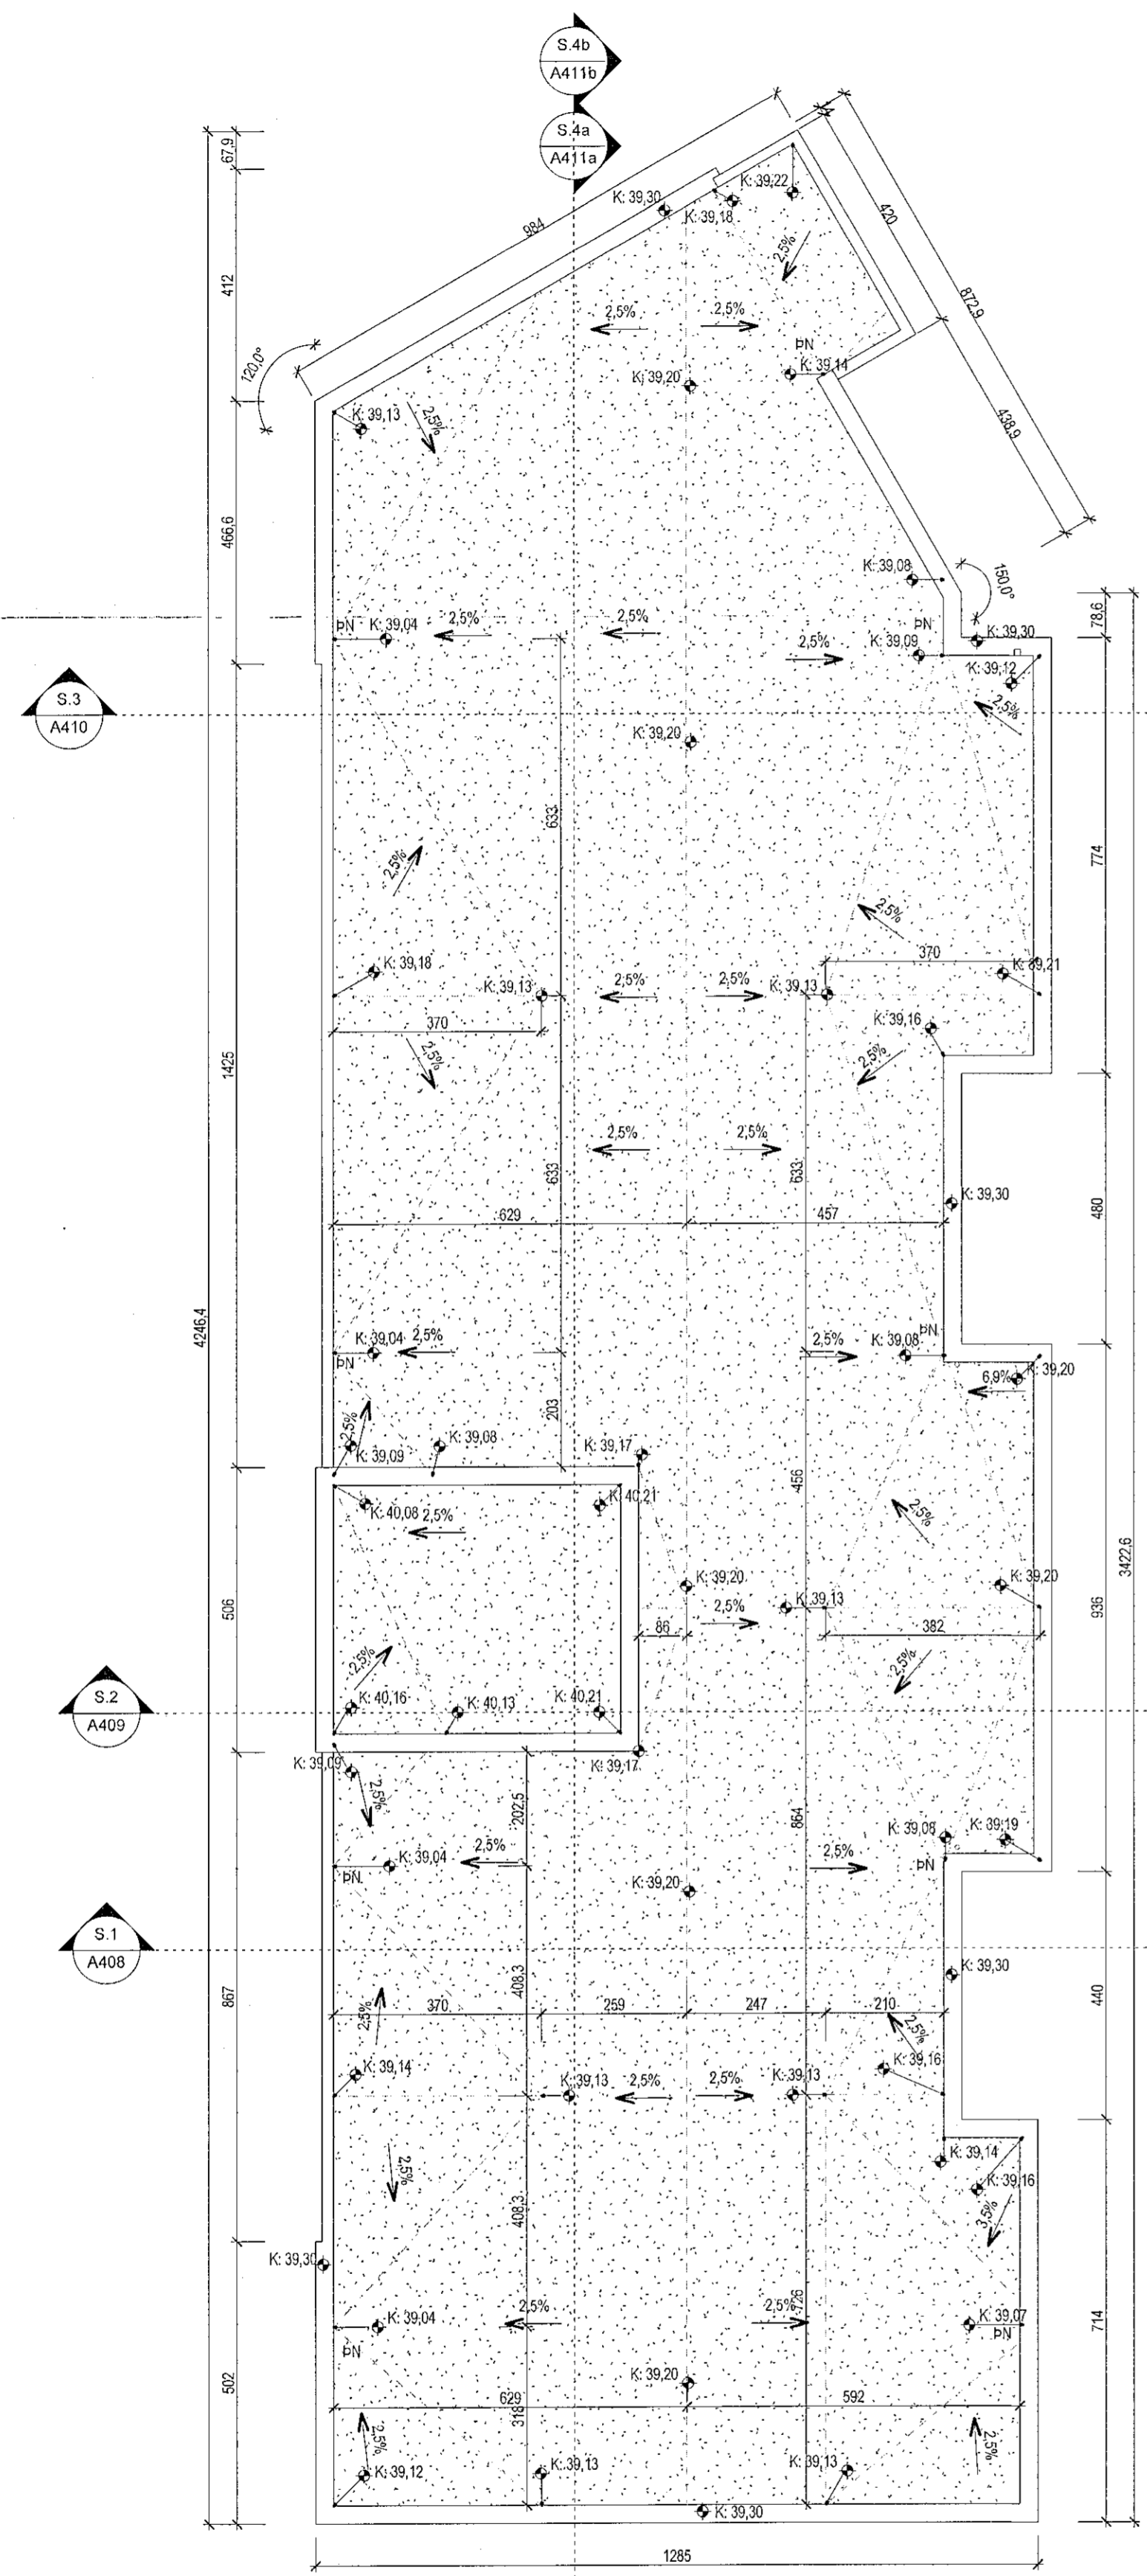 S.4b
A411b
S.4a
A411a
67,9
984
K: 39,30
K: 39,18
K: 39,22
420
412
872,9
2,5%
2,5%
2,5%
120,0°
ÞN
K: 39,14
K: 39,20
K: 39,13
2,5%
438,9
466,6
K: 39,08
150,0°
78,6
ÞN
K: 39,04
2,5%
2,5%
ÞN
K: 39,09
2,5%
K: 39,30
K: 39,12
2,5%
S.3
A410
K: 39,20
633
774
2,5%
2,5%
370
K: 39,18
K: 39,13
2,5%
2,5%
K: 39,13
K: 39,21
370
K: 39,16
2,5%
2,5%
1425
2,5%
2,5%
633
633
K: 39,30
629
457
480
4246,4
K: 39,04
2,5%
ÞN
2,5%
K: 39,08
ÞN
K: 39,20
6,9%
203
2,5%
K: 39,09
K: 39,08
K: 39,17
456
K: 40,08
K: 40,21
2,5%
2,5%
3422,6
506
K: 39,20
K: 39,13
K: 39,20
936
2,5%
86
382
2,5%
2,5%
S.2
A409
K: 40,16
K: 40,13
K: 40,21
K: 39,09
K: 39,17
2,5%
202,5
864
K: 39,08
K: 39,19
2,5%
K: 39,04
ÞN
2,5%
ÞN
K: 39,20
S.1
A408
K: 39,30
867
408,3
440
370
259
247
210
2,5%
2,5%
K: 39,14
K: 39,16
K: 39,13
2,5%
2,5%
K: 39,13
K: 39,14
K: 39,16
2,5%
3,5%
408,3
K: 39,30
2,5%
2,5%
726
K: 39,04
K: 39,07
ÞN
ÞN
714
502
K: 39,20
629
592
318
2,5%
2,5%
K: 39,12
K: 39,13
K: 39,13
K: 39,30
1285